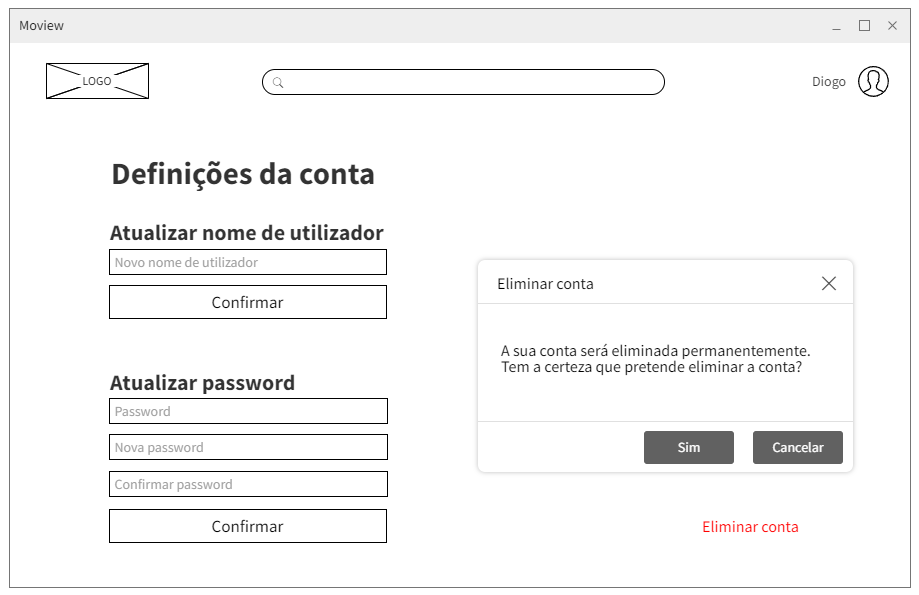 Moview
LOGO
Diogo
Definições da conta
Atualizar nome de utilizador
Novo nome de utilizador
Confirmar
Atualizar password
Password
Nova password
Confirmar password
Confirmar
Eliminar conta
A sua conta será eliminada permanentemente.
Tem a certeza que pretende eliminar a conta?
Sim
Cancelar
Eliminar conta